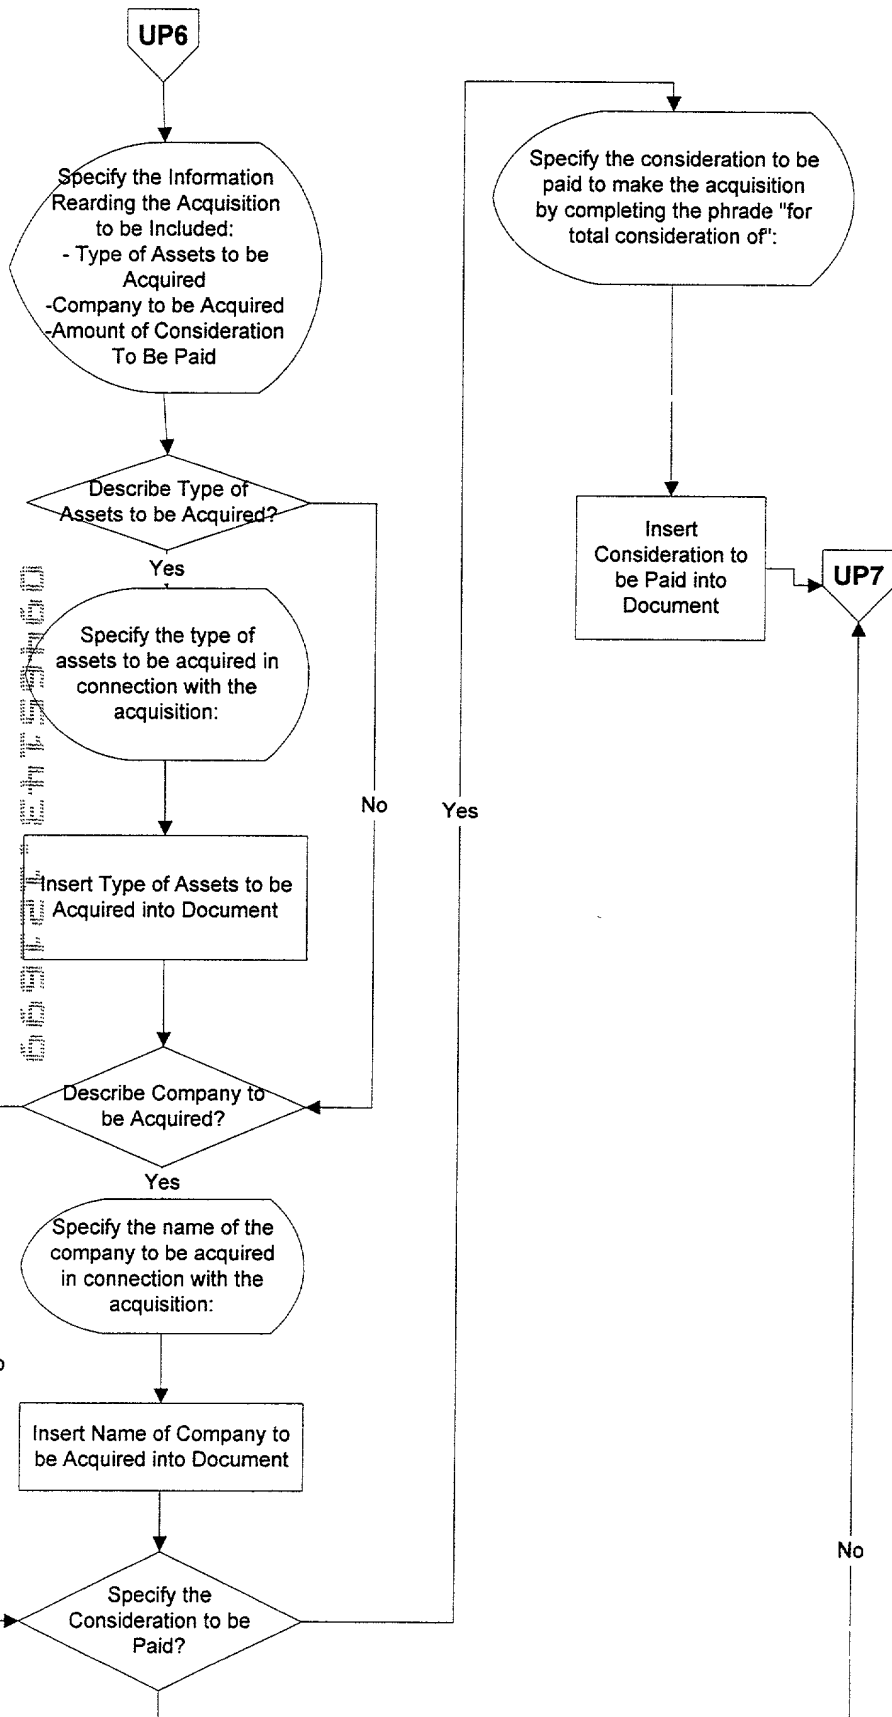 UP6
Specify the Information
Rearding the Acquisition
to be Included:
- Type of Assets to be
Acquired
-Company to be Acquired
-Amount of Consideration
To Be Paid
Describe Type of
Assets to be Acquired?
Yes
Specify the type of
assets to be acquired in
connection with the
acquisition:
No
Insert Type of Assets to be
Acquired into Document
Describe Company to
be Acquired?
Yes
Specify the name of the
company to be acquired
in connection with the
acquisition:
Insert Name of Company to
be Acquired into Document
Specify the
Consideration to be
Paid?
Yes
Specify the consideration to be
paid to make the acquisition
by completing the phrade "for
total consideration of":
Insert
Consideration to
be Paid into
Document
UP7
No